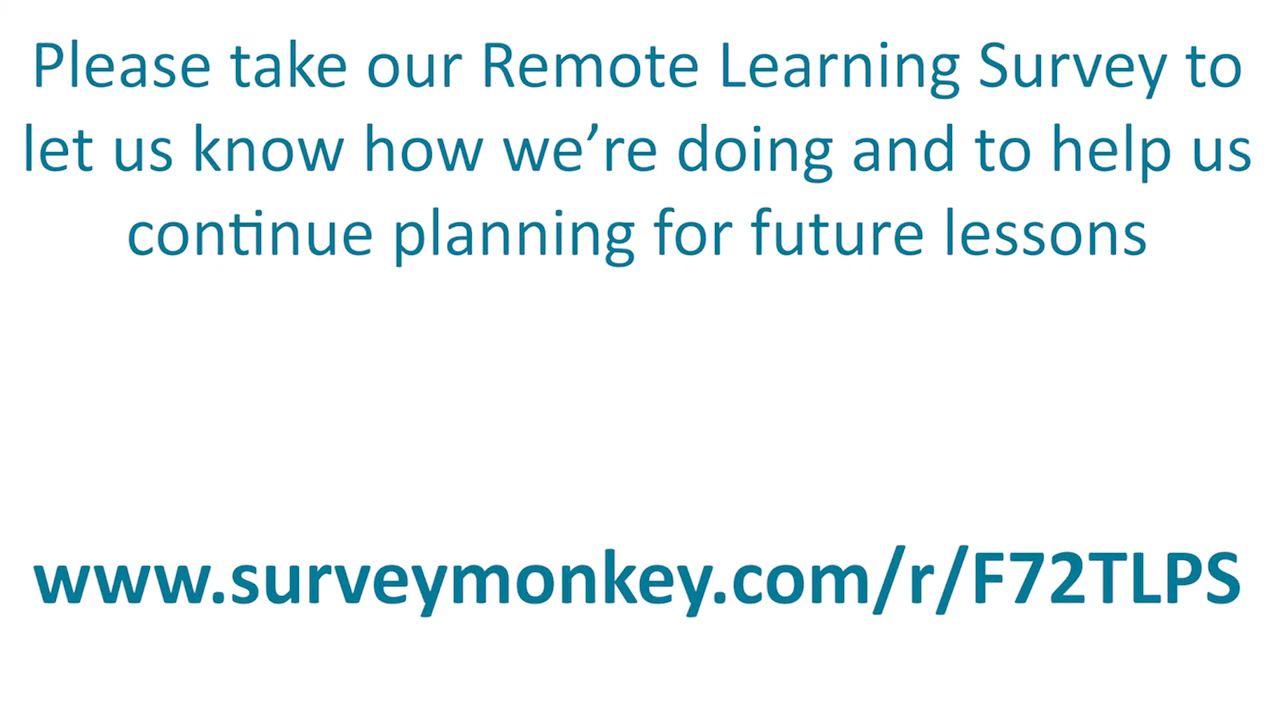 Please take our Remote Learning Survey to
let us know how we’re doing and to help us
continue planning for future lessons
www.surveymonkey.com/r/F72TLPS